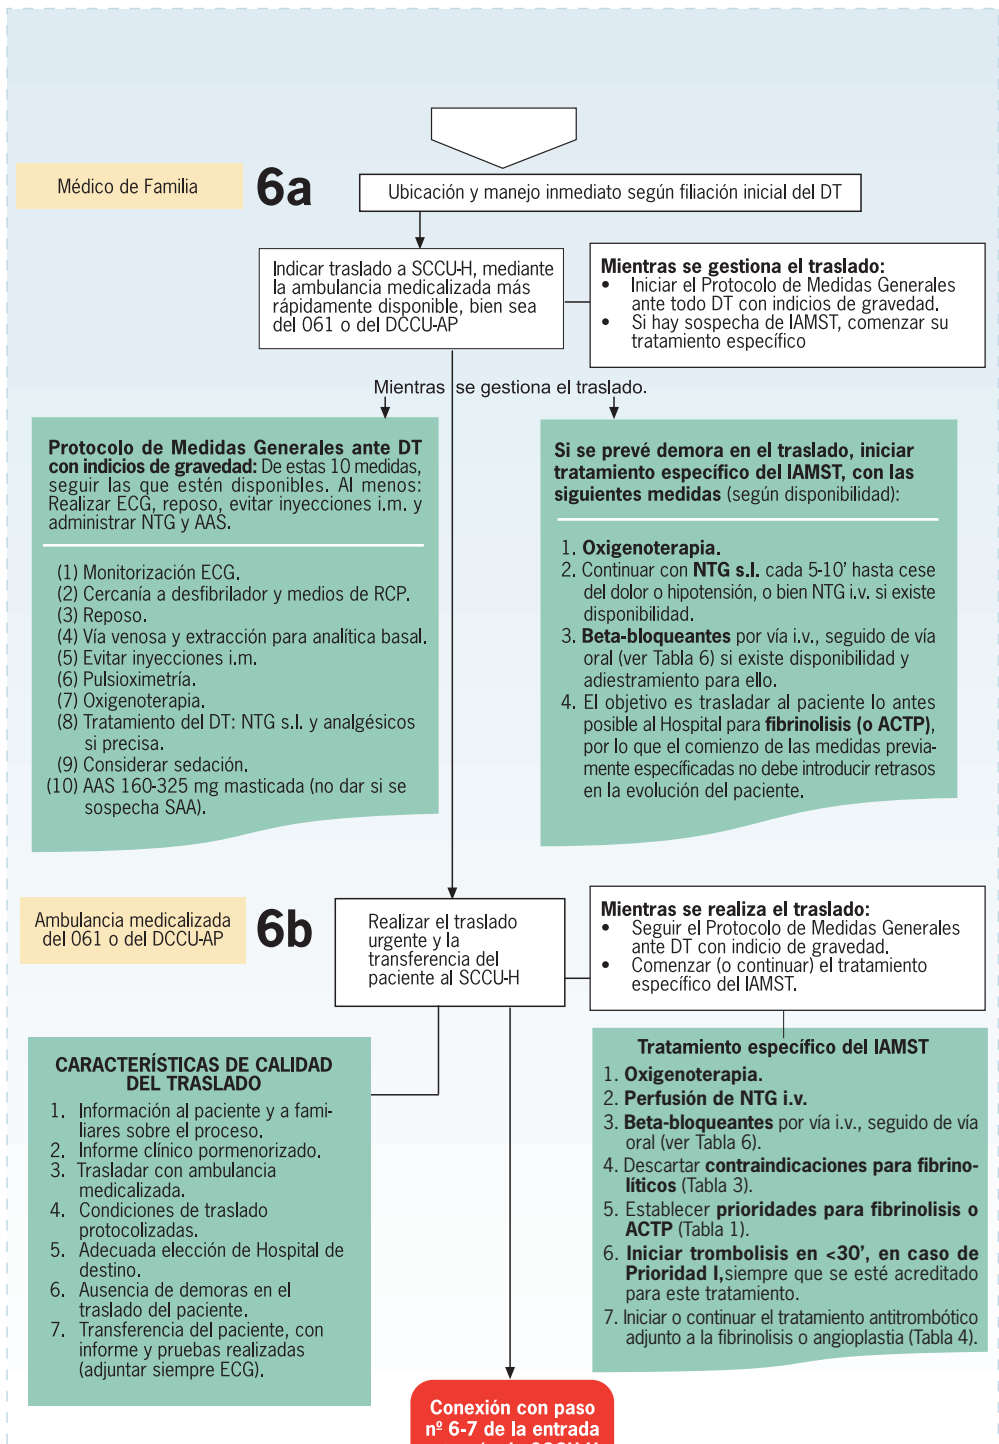 Médico de Familia
6a
Ubicación y manejo inmediato según filiación inicial del DT
Indicar traslado a SCCU-H, mediante
la ambulancia medicalizada más
rápidamente disponible, bien sea
del 061 o del DCCU-AP
Mientras se gestiona el traslado:
• Iniciar el Protocolo de Medidas Generales
ante todo DT con indicios de gravedad.
• Si hay sospecha de IAMST, comenzar su
tratamiento específico
Mientras se gestiona el traslado.
Protocolo de Medidas Generales ante DT
con indicios de gravedad: De estas 10 medidas,
seguir las que estén disponibles. Al menos:
Realizar ECG, reposo, evitar inyecciones i.m. y
administrar NTG y AAS.
(1) Monitorización ECG.
(2) Cercanía a desfibrilador y medios de RCP.
(3) Reposo.
(4) Vía venosa y extracción para analítica basal.
(5) Evitar inyecciones i.m.
(6) Pulsioximetría.
(7) Oxigenoterapia.
(8) Tratamiento del DT: NTG s.l. y analgésicos
si precisa.
(9) Considerar sedación.
(10) AAS 160-325 mg masticada (no dar si se
sospecha SAA).
Si se prevé demora en el traslado, iniciar
tratamiento específico del IAMST, con las
siguientes medidas (según disponibilidad):
1. Oxigenoterapia.
2. Continuar con NTG s.l. cada 5-10' hasta cese
del dolor o hipotensión, o bien NTG i.v. si existe
disponibilidad.
3. Beta-bloqueantes por vía i.v., seguido de vía
oral (ver Tabla 6) si existe disponibilidad y
adiestramiento para ello.
4. El objetivo es trasladar al paciente lo antes
posible al Hospital para fibrinolisis (o ACTP),
por lo que el comienzo de las medidas previa-
mente específicadas no debe introducir retrasos
en la evolución del paciente.
Ambulancia medicalizada
del 061 o del DCCU-AP
6b
Realizar el traslado
urgente y la
transferencia del
paciente al SCCU-H
Mientras se realiza el traslado:
• Seguir el Protocolo de Medidas Generales
ante DT con indicio de gravedad.
• Comenzar (o continuar) el tratamiento
específico del IAMST.
CARACTERÍSTICAS DE CALIDAD
DEL TRASLADO
1. Información al paciente y a fami-
liares sobre el proceso.
2. Informe clínico pormenorizado.
3. Trasladar con ambulancia
medicalizada.
4. Condiciones de traslado
protocolizadas.
5. Adecuada elección de Hospital de
destino.
6. Ausencia de demoras en el
traslado del paciente.
7. Transferencia del paciente, con
informe y pruebas realizadas
(adjuntar siempre ECG).
Tratamiento específico del IAMST
1. Oxigenoterapia.
2. Perfusión de NTG i.v.
3. Beta-bloqueantes por vía i.v., seguido de vía
oral (ver Tabla 6).
4. Descartar contraindicaciones para fibrino-
líticos (Tabla 3).
5. Establecer prioridades para fibrinolisis o
ACTP (Tabla 1).
6. Iniciar trombolisis en <30', en caso de
Prioridad I,siempre que se esté acreditado
para este tratamiento.
7. Iniciar o continuar el tratamiento antitrombótico
adjunto a la fibrinolisis o angioplastia (Tabla 4).
Conexión con paso
nº 6-7 de la entrada